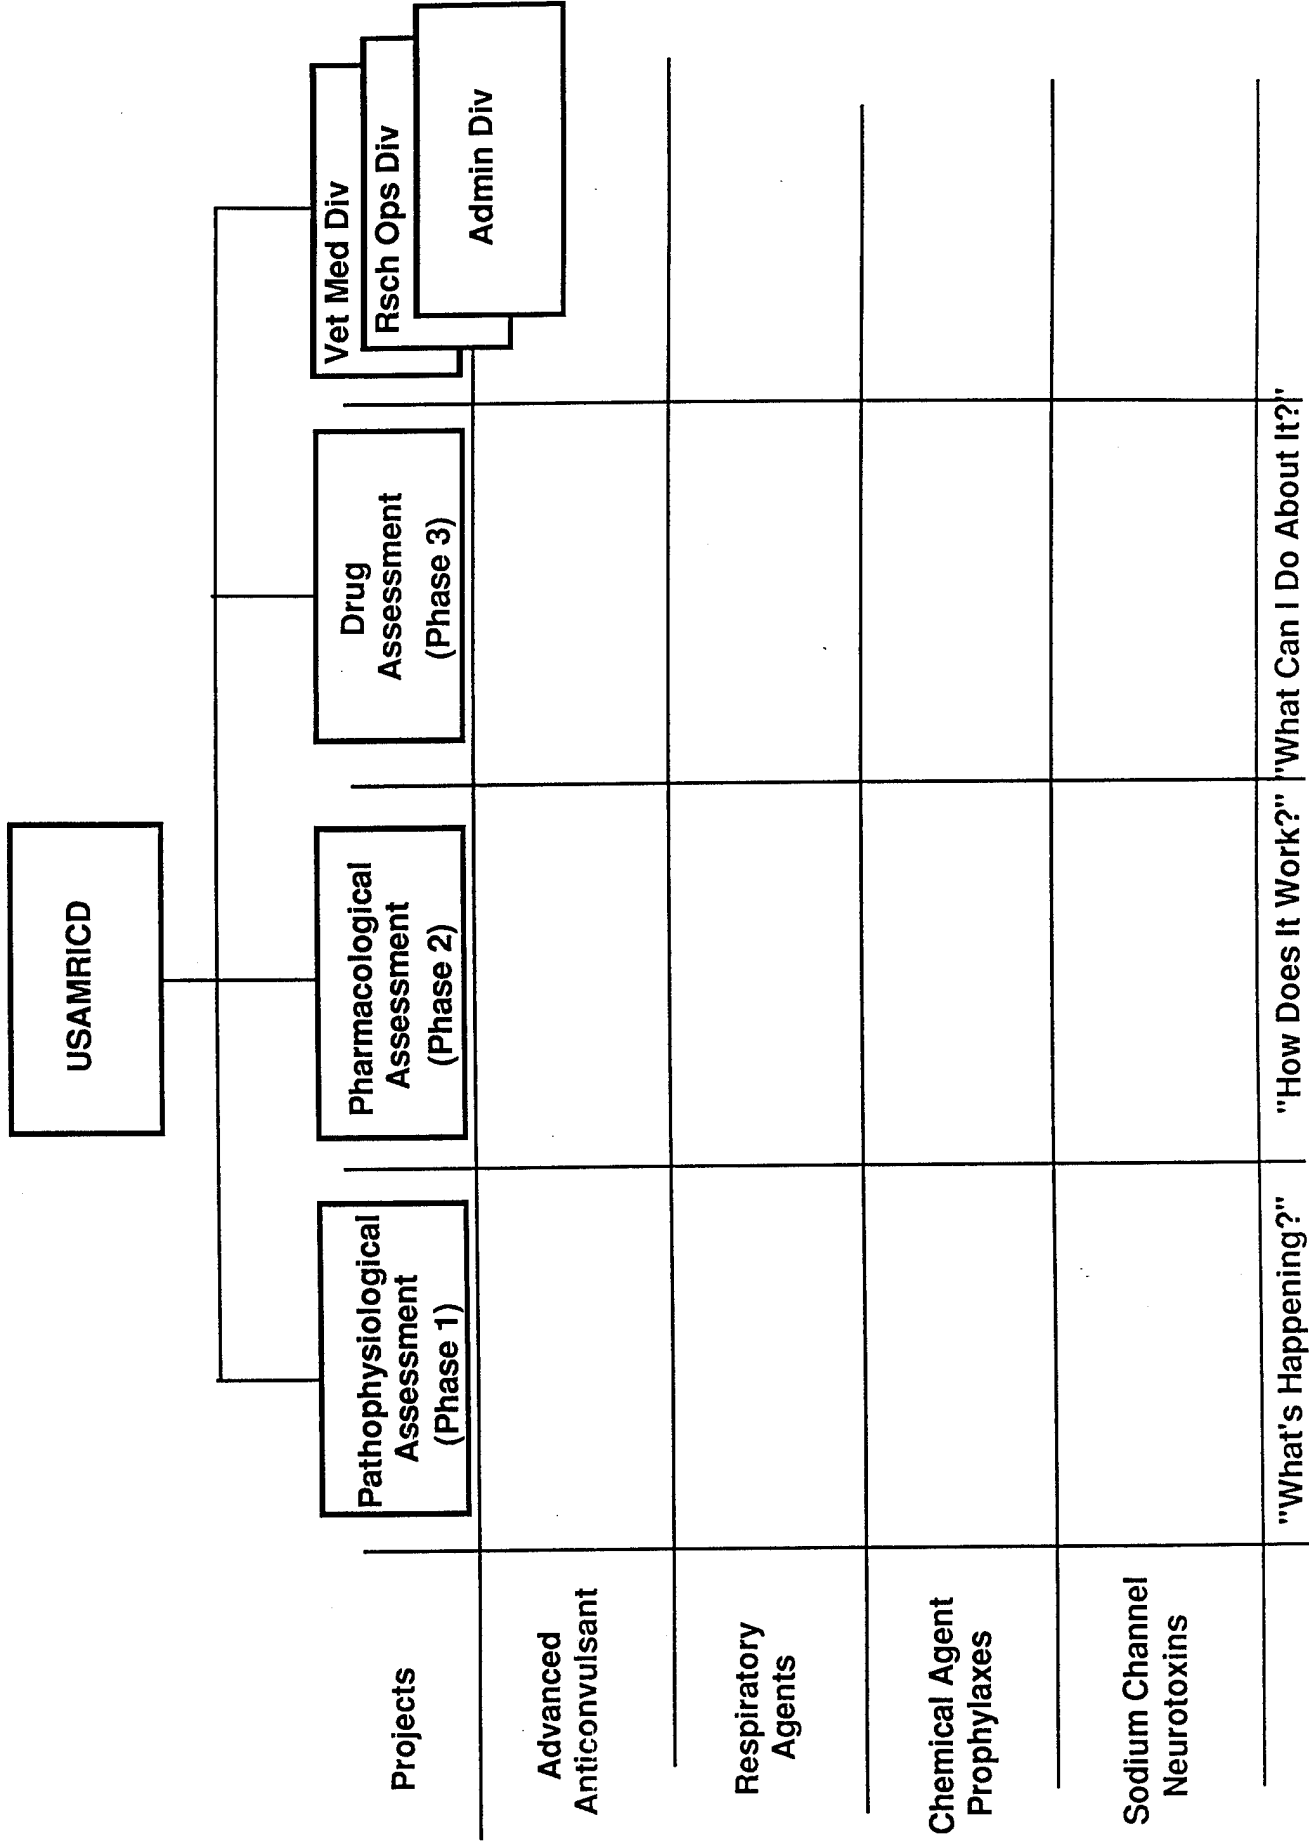 USAMRICD
Pathophysiological
Assessment
(Phase 1)
Pharmacological
Assessment
(Phase 2)
Drug
Assessment
(Phase 3)
Vet Med Div
Rsch Ops Div
Admin Div
Projects
Advanced
Anticonvulsant
Respiratory
Agents
Chemical Agent
Prophylaxes
Sodium Channel
Neurotoxins
"What's Happening?"
"How Does It Work?"
"What Can I Do About It?"